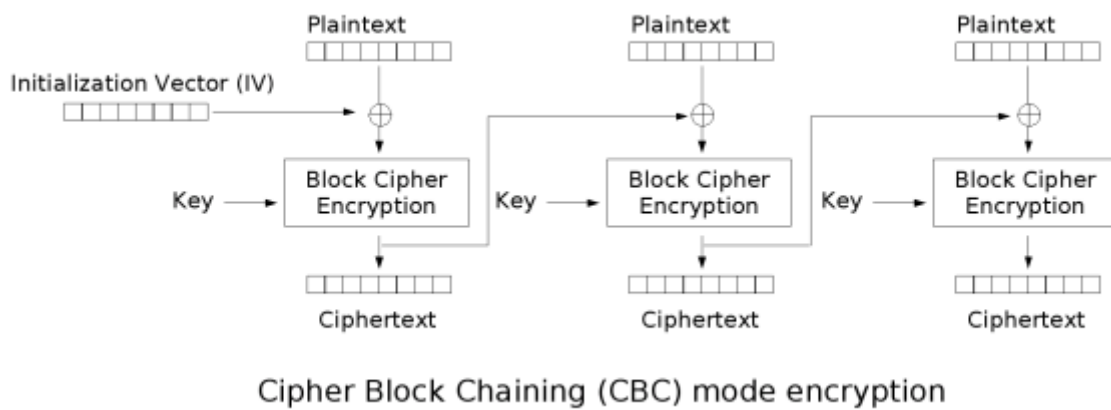 Plaintext
Plaintext
Plaintext
Initialization Vector (IV)
Key
Block Cipher
Encryption
Key
Block Cipher
Encryption
Key
Block Cipher
Encryption
Ciphertext
Ciphertext
Ciphertext
Cipher Block Chaining (CBC) mode encryption